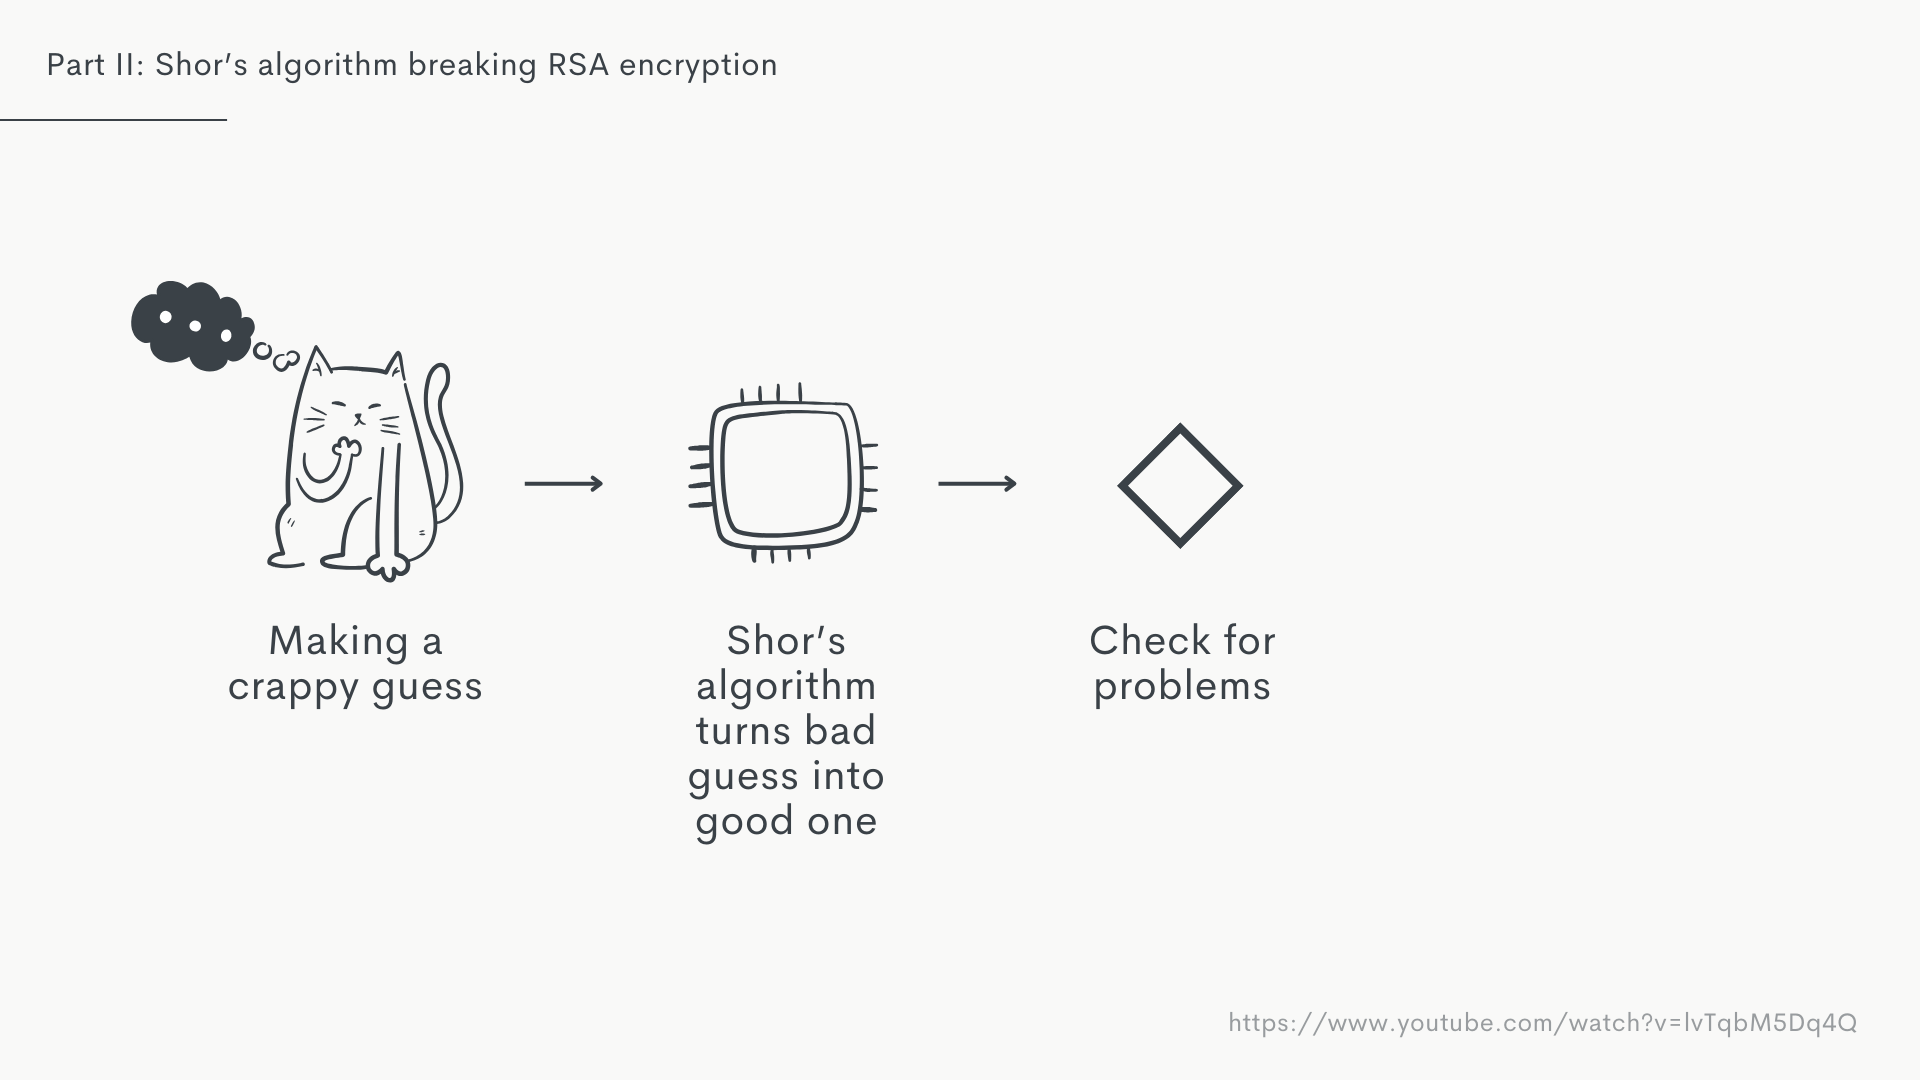 Part II: Shor’s algorithm breaking RSA encryption
Making a
crappy guess
Shor’s
algorithm
turns bad
guess into
good one
Check for
problems
https://www.youtube.com/watch?v=lvTqbM5Dq4Q